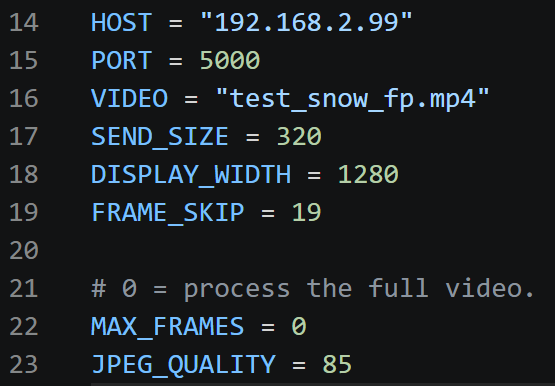 14 HOST = "192.168.2.99"
15 PORT = 5000
16 VIDEO = "test_snow_fp.mp4"
17 SEND_SIZE = 320
18 DISPLAY_WIDTH = 1280
19 FRAME_SKIP = 19
20
21 # 0 = process the full video.
22 MAX_FRAMES = 0
23 JPEG_QUALITY = 85